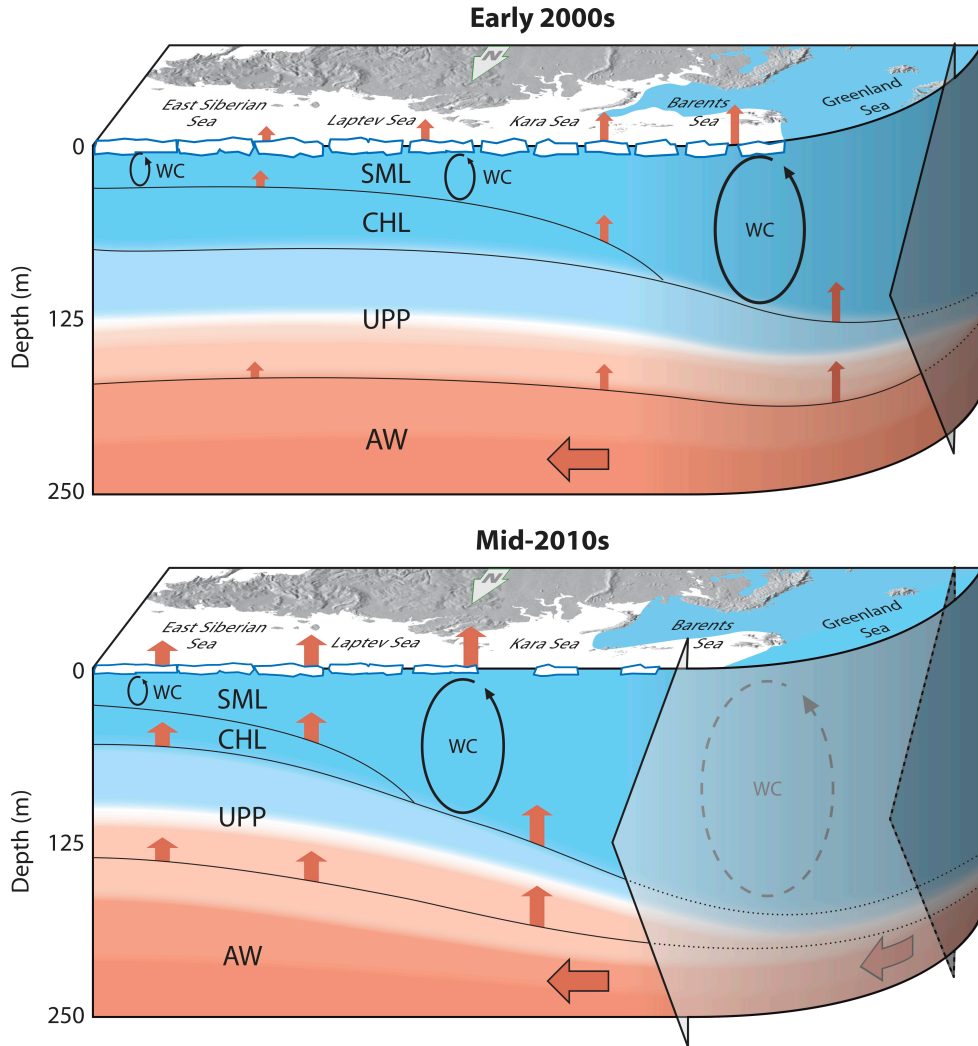 Early 2000s
N
East Siberian
Sea
Laptev Sea
Kara Sea
Barents
Sea
Greenland
Sea
0
WC
SML
WC
CHL
WC
125
UPP
Depth (m)
AW
250
Mid-2010s
N
East Siberian
Sea
Laptev Sea
Kara Sea
Barents
Sea
Greenland
Sea
0
WC
SML
CHL
WC
WC
UPP
125
Depth (m)
AW
250